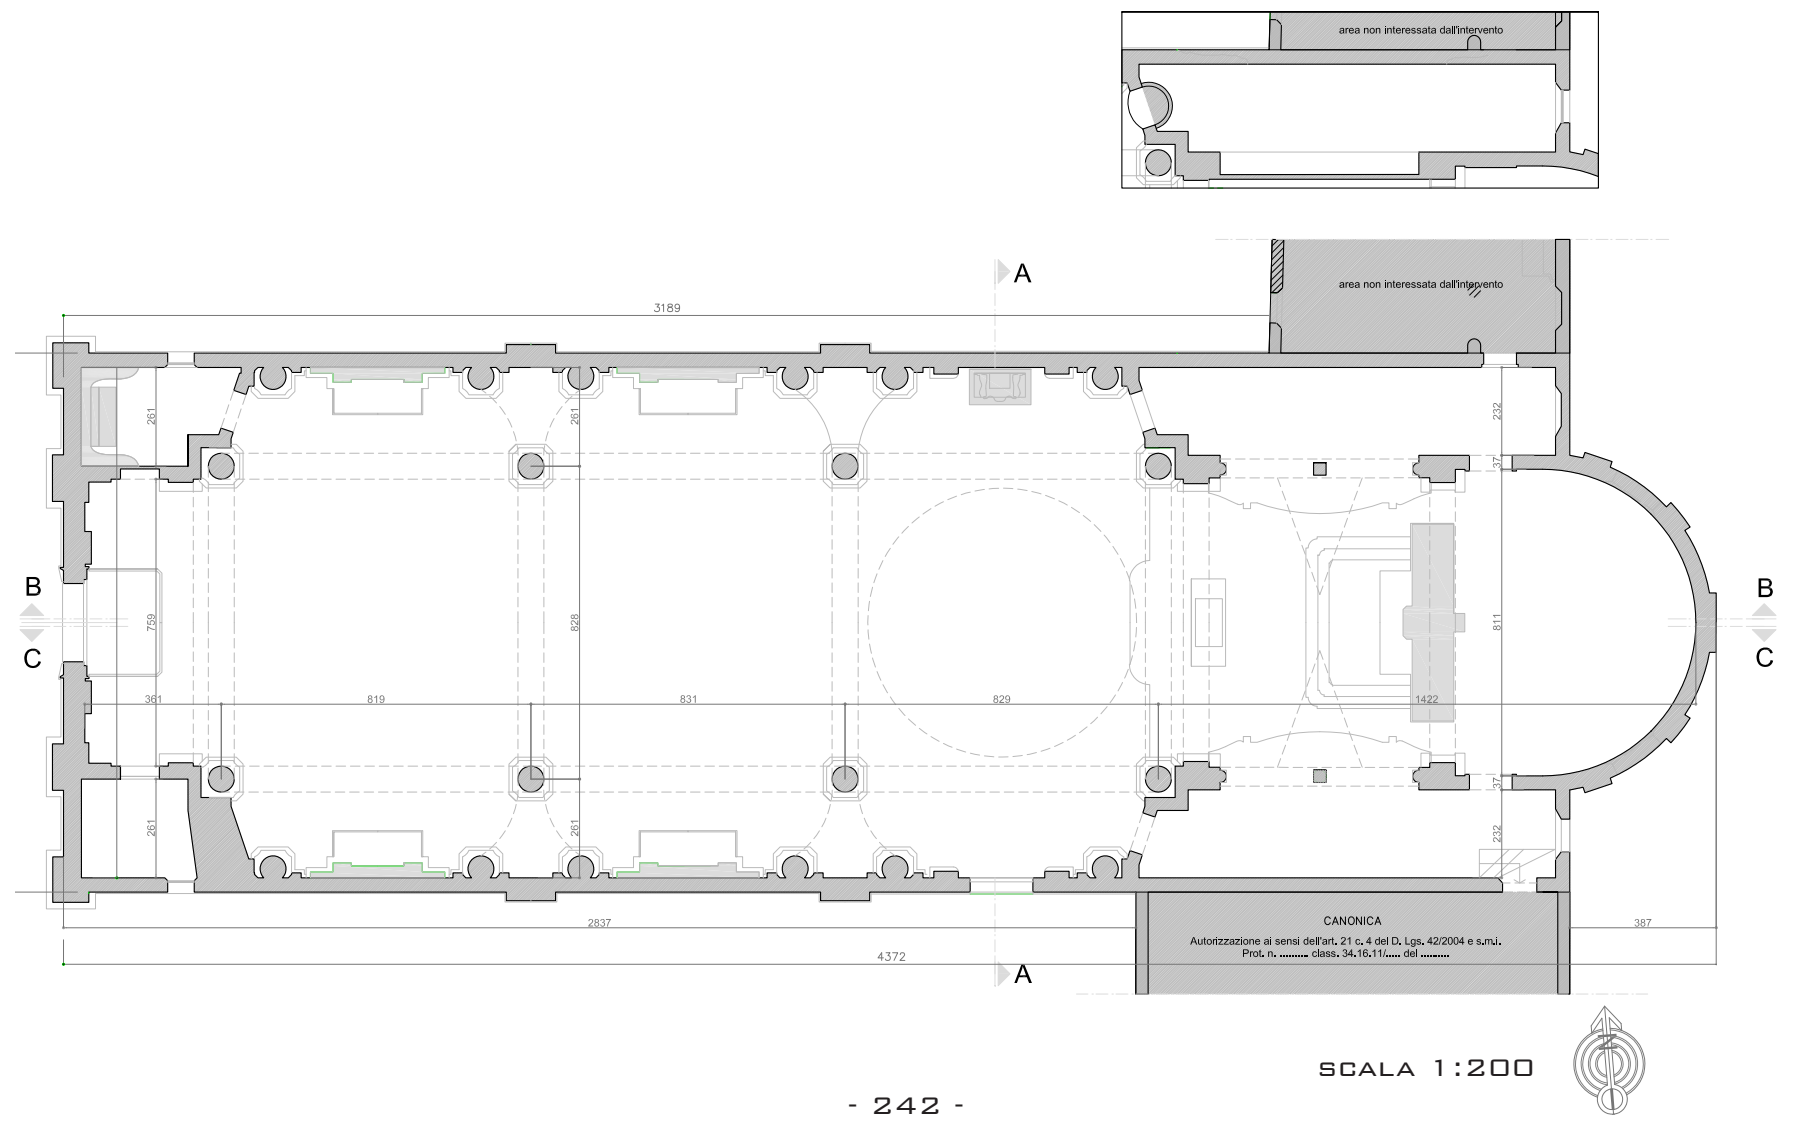 area non interessata dall'intervento
area non interessata dall'intervento
A
3189
261
261
232
37
B
C
759
828
811
B
C
361
819
831
829
1422
37
261
261
232
2837
387
CANONICA
Autorizzazione ai sensi dell'art. 21 c. 4 del D. Lgs. 42/2004 e s.m.i.
Prot. n. .......... class. 34.16.11/..... del ..........
4372
A
N
SCALA 1:200
- 242 -